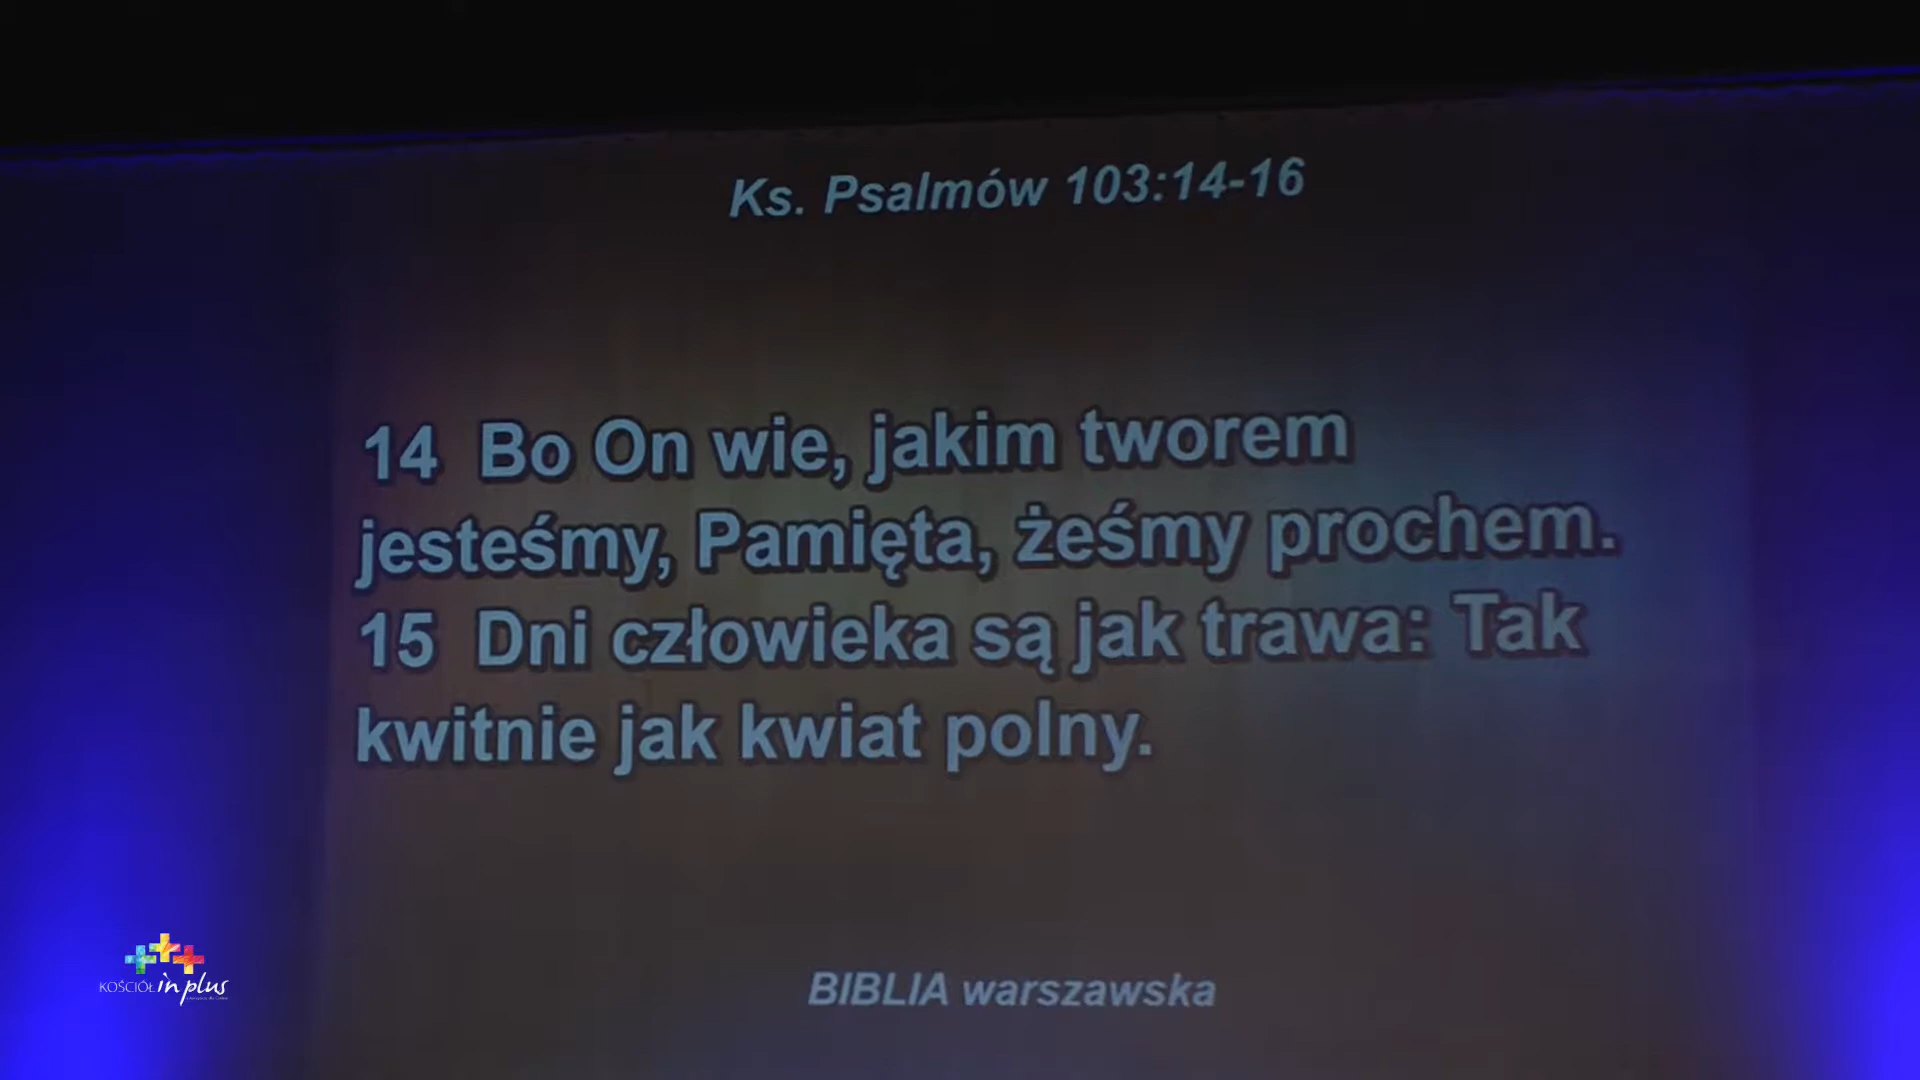 Ks. Psalmów 103:14-16
14 Bo On wie, jakim tworem
jesteśmy, Pamięta, żeśmy prochem.
15 Dni człowieka są jak trawa: Tak
kwitnie jak kwiat polny.
BIBLIA warszawska
KOŚCIÓŁ in plus